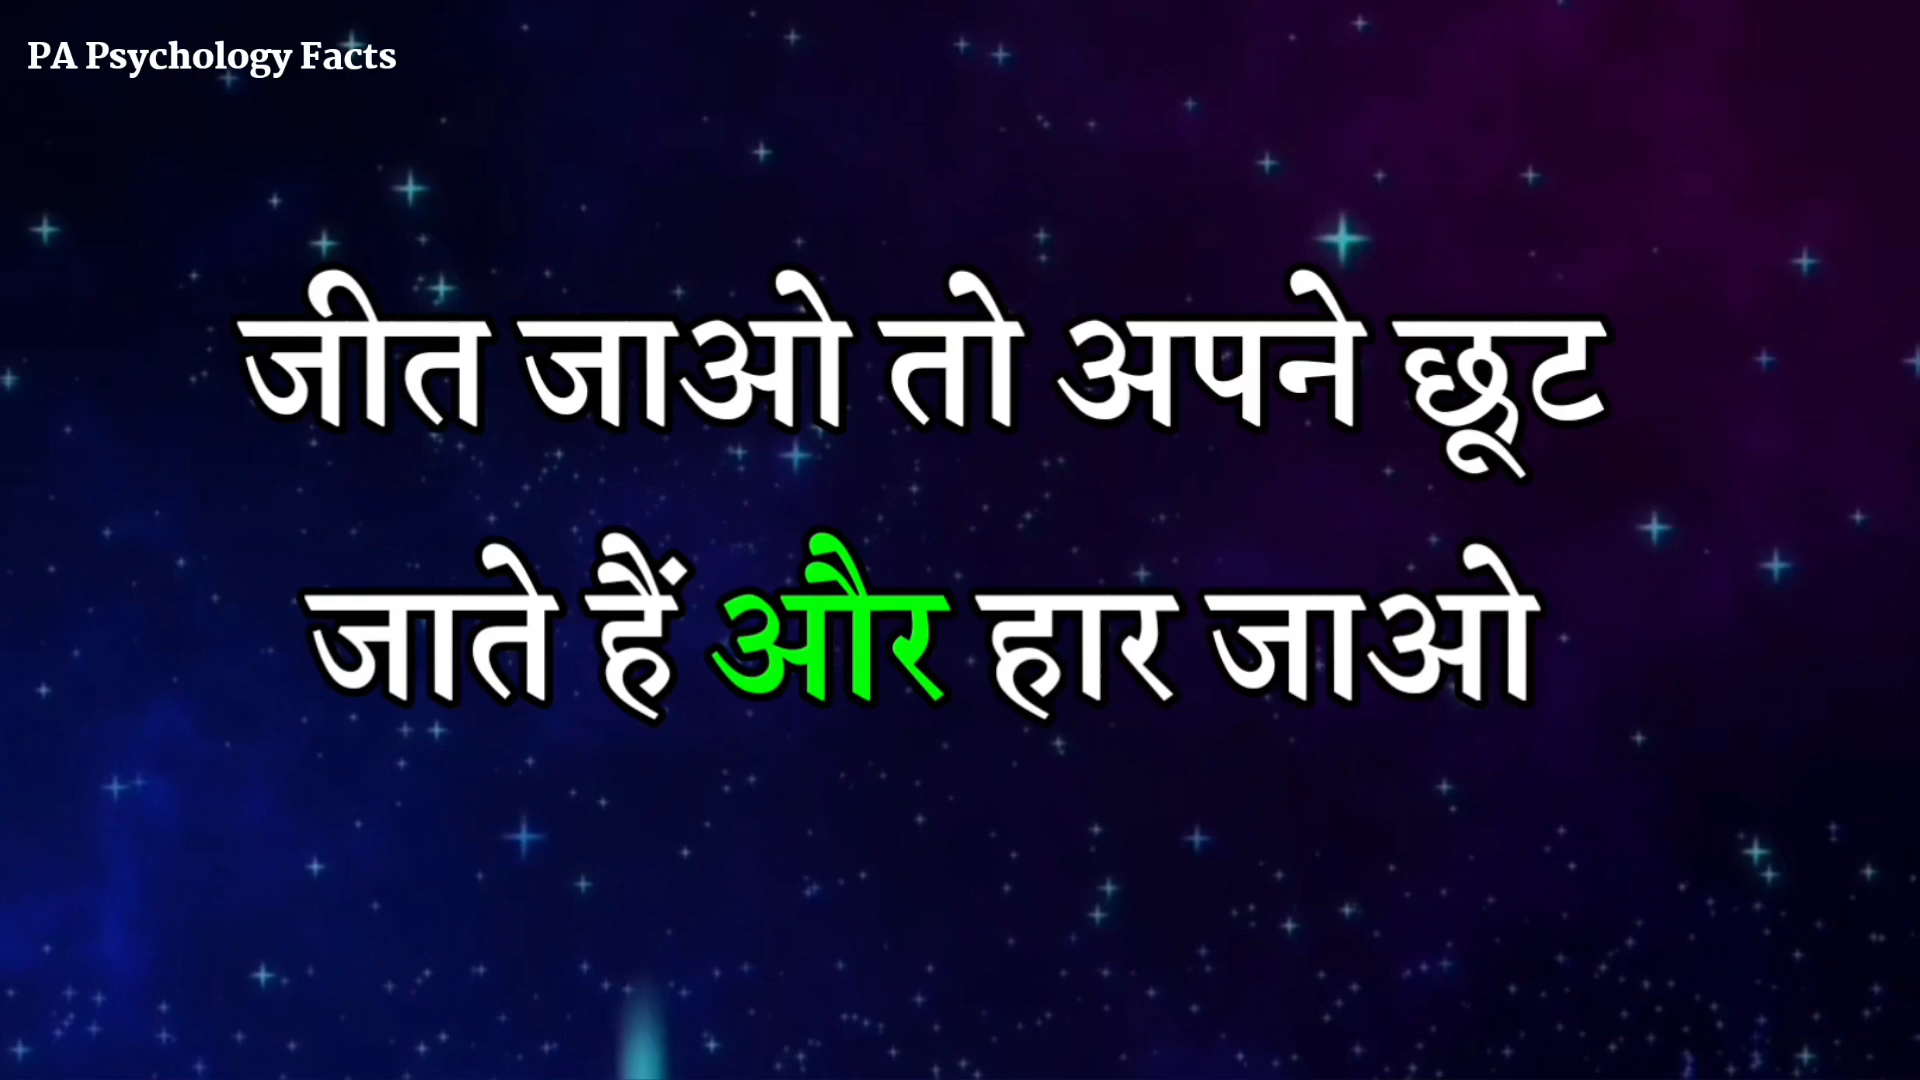 PA Psychology Facts
जीत जाओ तो अपने छूट
जाते हैं और हार जाओ